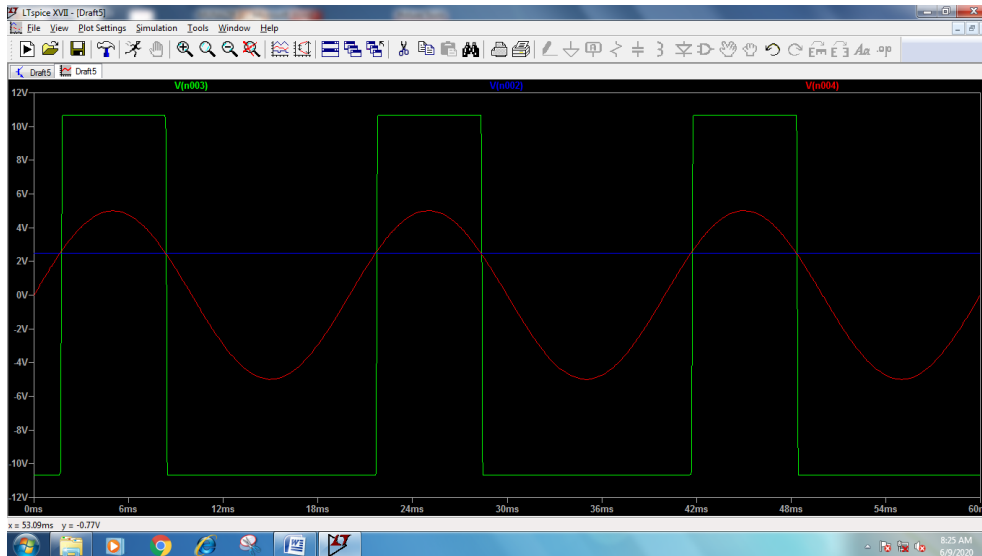 LTspice XVII - [Draft5]
File View Plot Settings Simulation Tools Window Help
Draft5 Draft5
V(n003) V(n002) V(n004)
12V
10V
8V
6V
4V
2V
0V
-2V
-4V
-6V
-8V
-10V
-12V
0ms 6ms 12ms 18ms 24ms 30ms 36ms 42ms 48ms 54ms 60
x = 53.09ms y = -0.77V
8:25 AM
6/9/2020